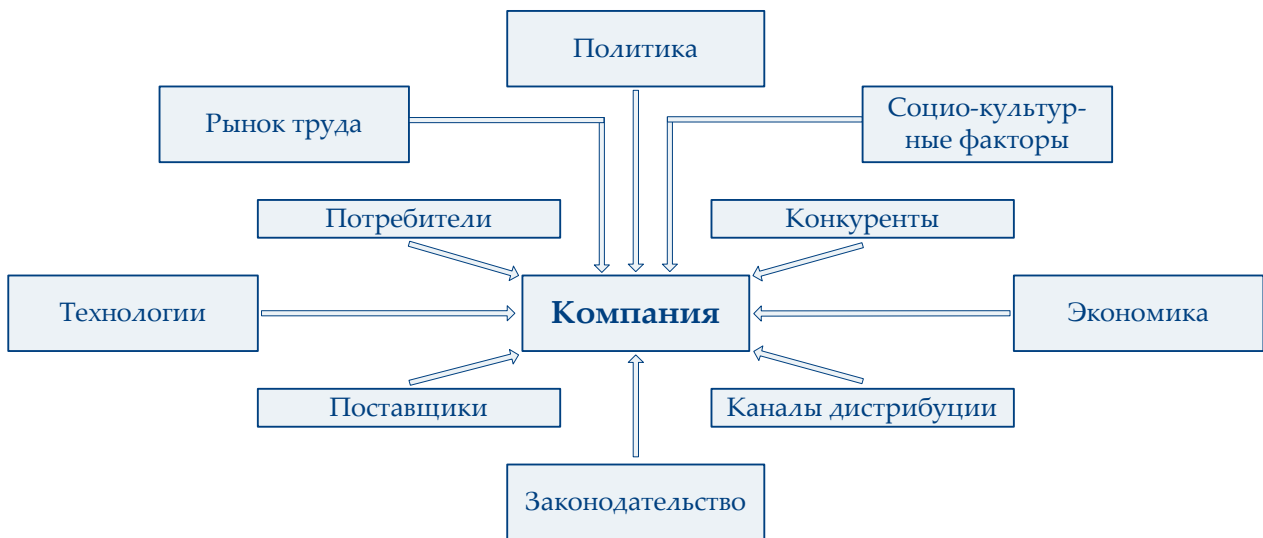 Политика
Рынок труда
Социо-культур-
ные факторы
Потребители
Конкуренты
Технологии
Компания
Экономика
Поставщики
Каналы дистрибуции
Законодательство